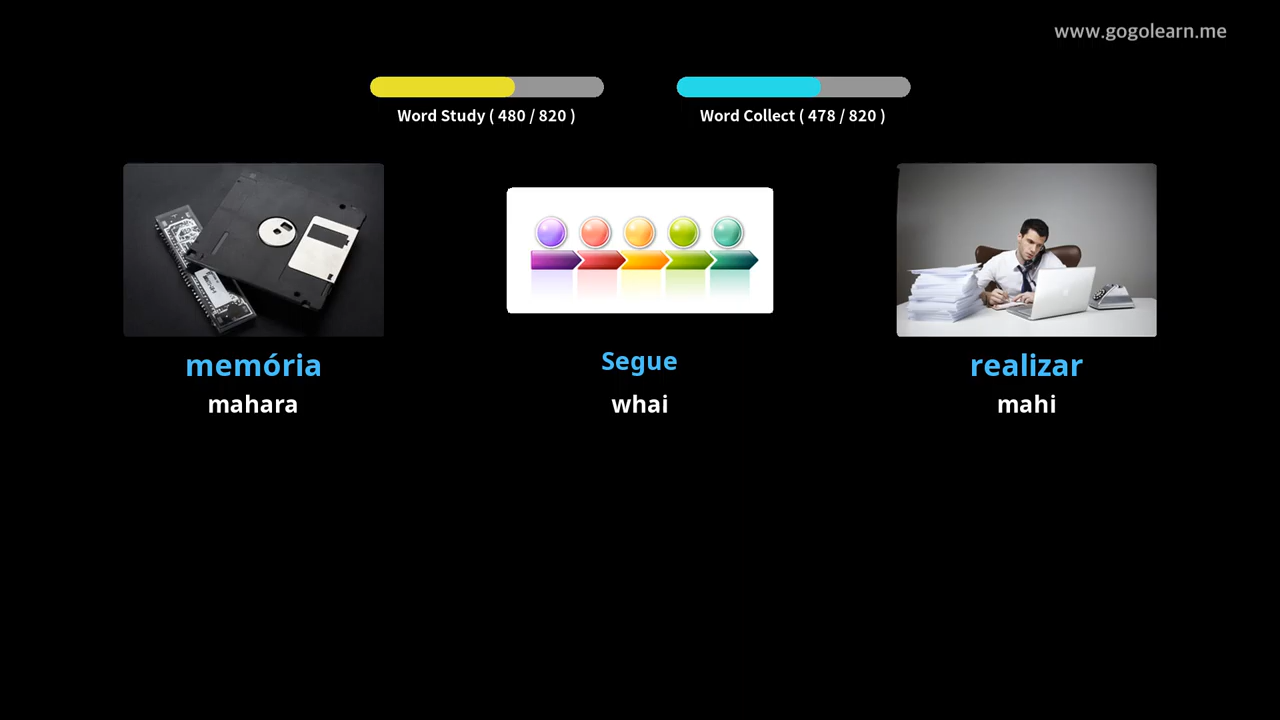 www.gogolearn.me
Word Study ( 480 / 820 )
Word Collect ( 478 / 820 )
memória
mahara
Segue
whai
realizar
mahi